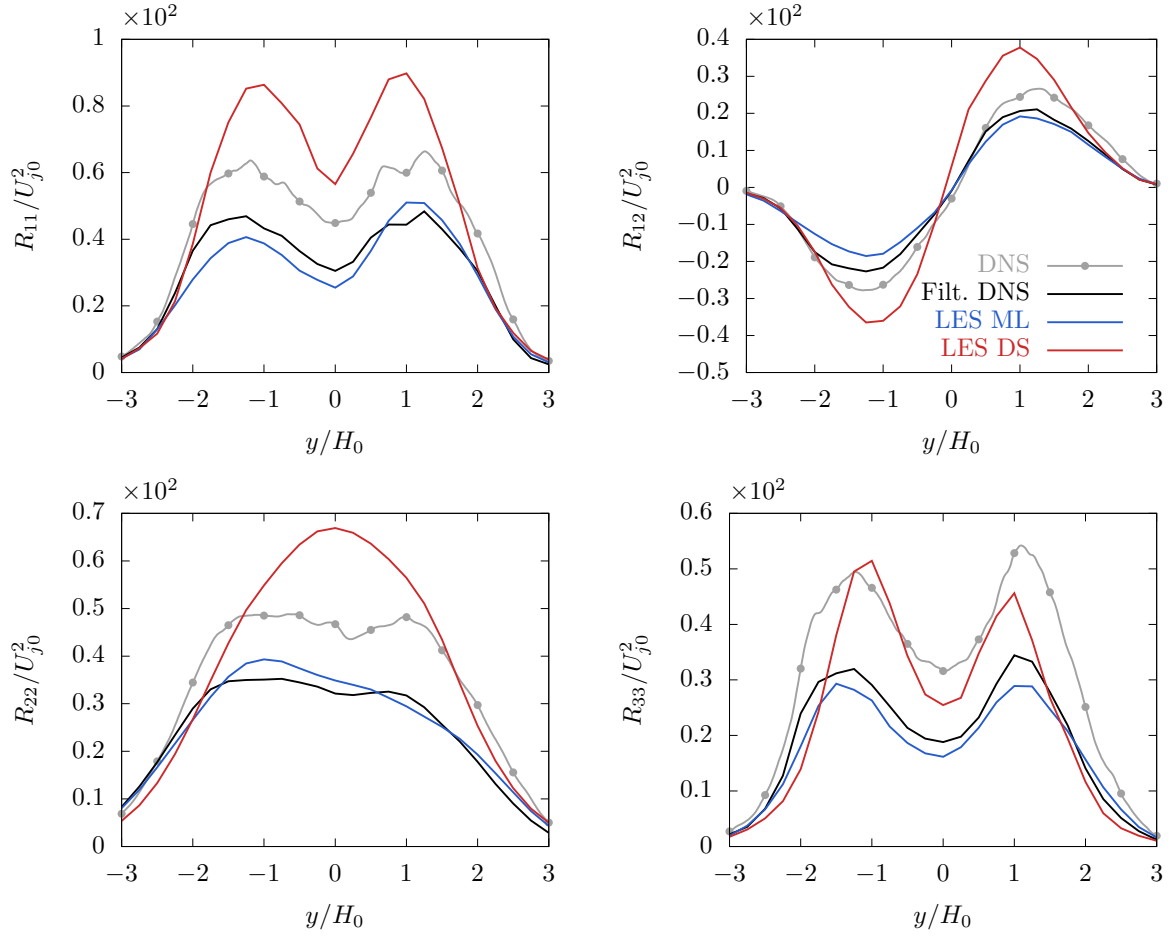 ×10²
R₁₁/U²ⱼ₀
1
0.8
0.6
0.4
0.2
0
−3 −2 −1 0 1 2 3
y/H₀
×10²
R₁₂/U²ⱼ₀
0.4
0.3
0.2
0.1
0
−0.1
−0.2
−0.3
−0.4
−0.5
DNS
Filt. DNS
LES ML
LES DS
−3 −2 −1 0 1 2 3
y/H₀
×10²
R₂₂/U²ⱼ₀
0.7
0.6
0.5
0.4
0.3
0.2
0.1
0
−3 −2 −1 0 1 2 3
y/H₀
×10²
R₃₃/U²ⱼ₀
0.6
0.5
0.4
0.3
0.2
0.1
0
−3 −2 −1 0 1 2 3
y/H₀